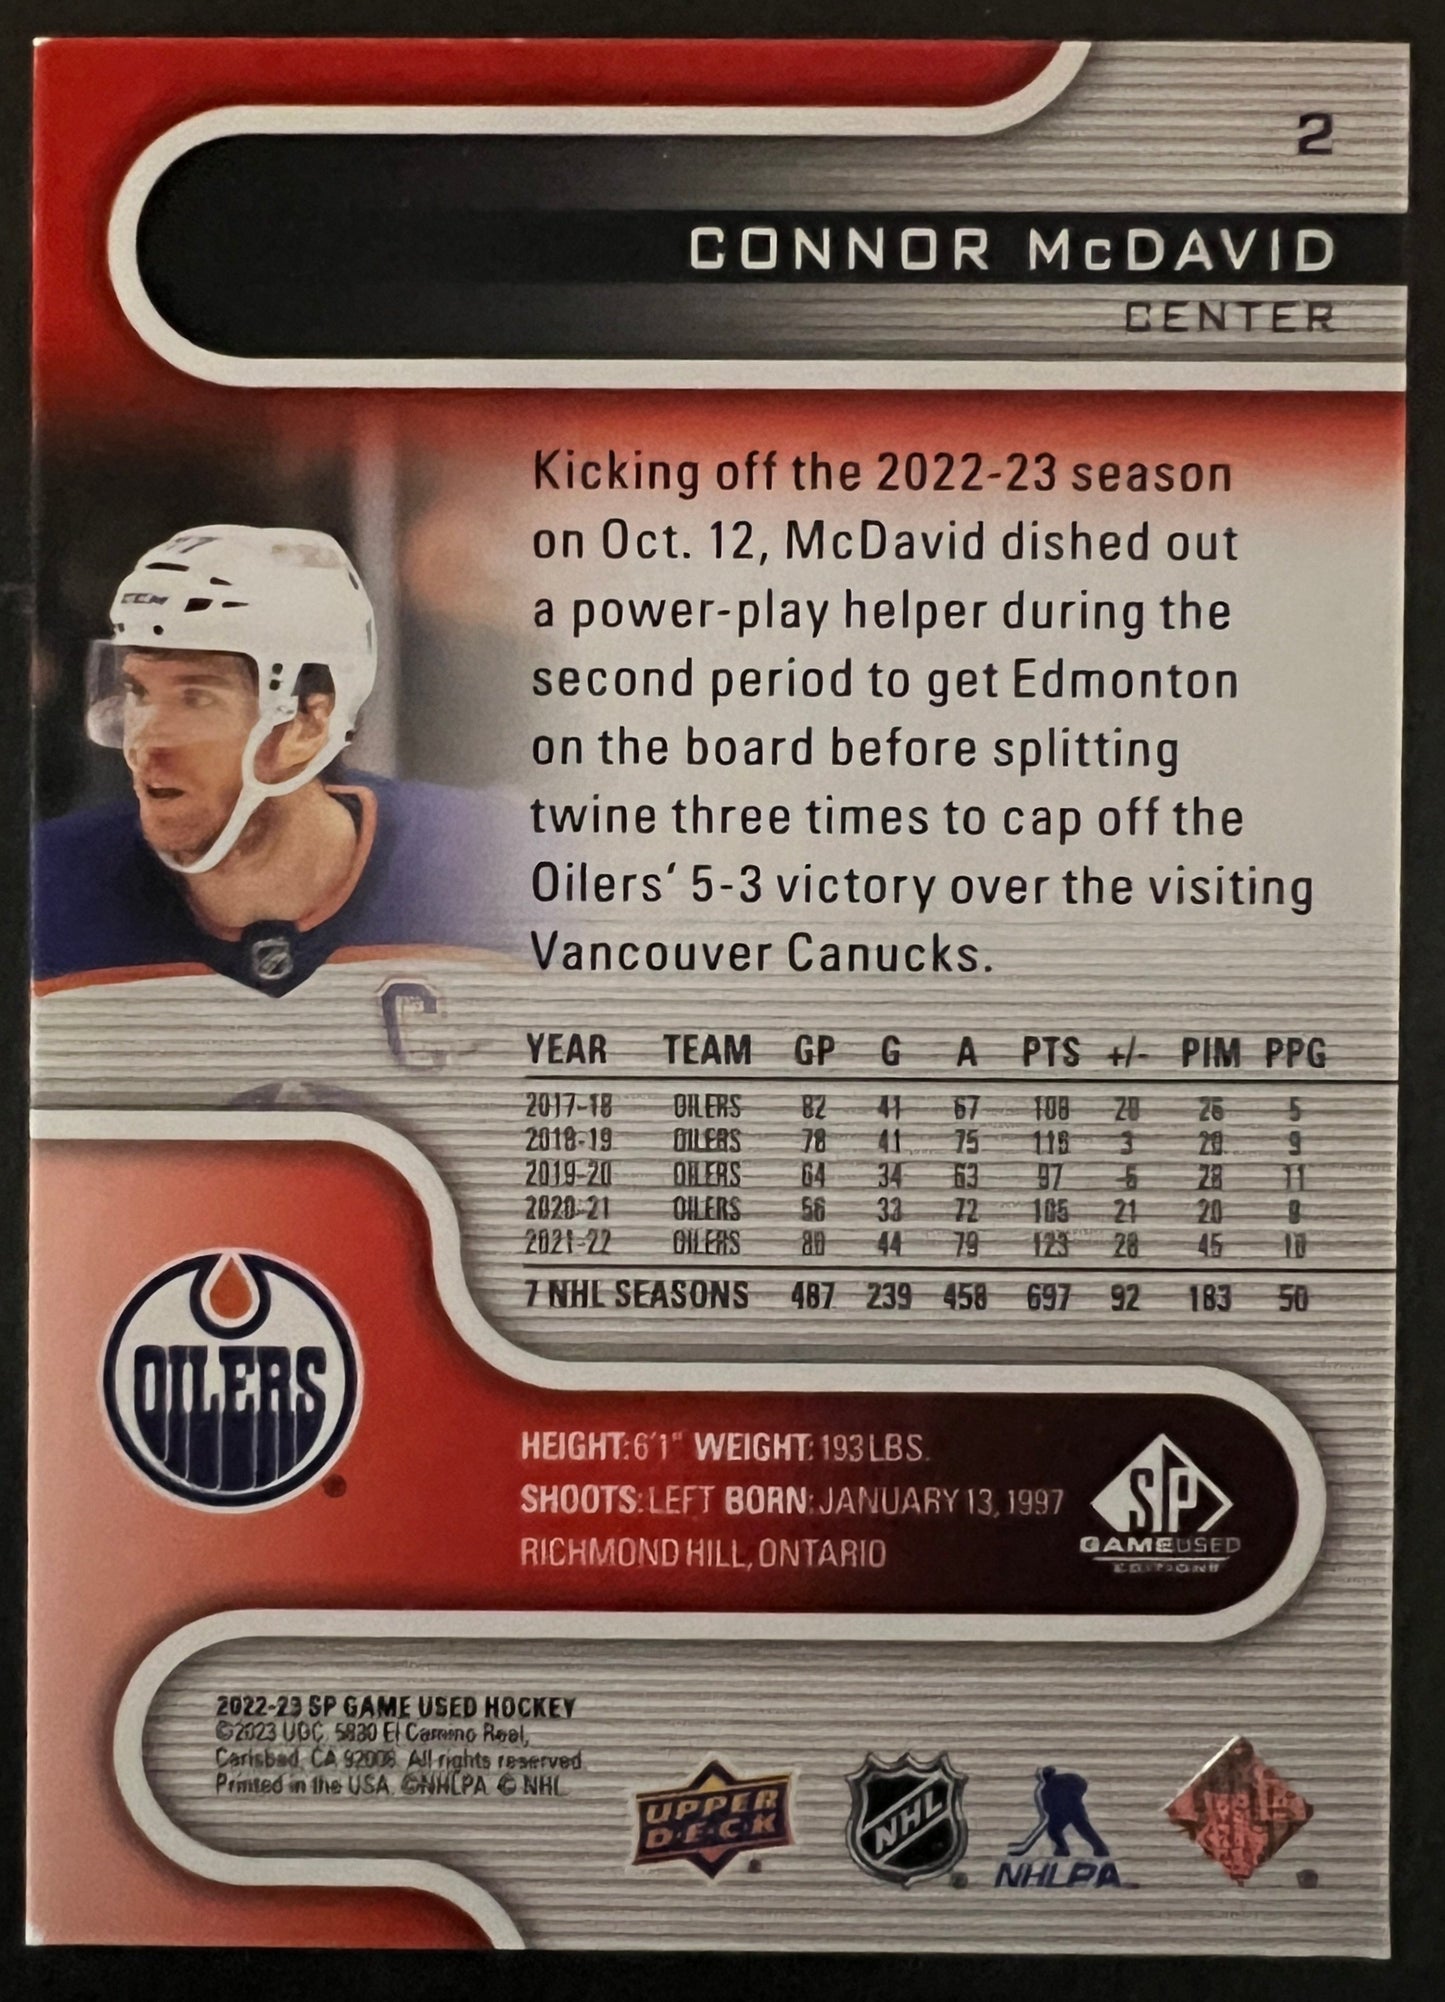 2
CONNOR McDAVID
CENTER
Kicking off the 2022-23 season
on Oct. 12, McDavid dished out
a power-play helper during the
second period to get Edmonton
on the board before splitting
twine three times to cap off the
Oilers' 5-3 victory over the visiting
Vancouver Canucks.
97
CCM
C
YEAR TEAM GP G A PTS +/- PIM PPG
2017-18 OILERS 82 41 67 108 20 26 5
2018-19 OILERS 78 41 75 116 3 20 9
2019-20 OILERS 64 34 63 97 -6 28 11
2020-21 OILERS 56 33 72 105 21 20 9
2021-22 OILERS 80 44 79 123 28 45 10
7 NHL SEASONS 487 239 458 697 92 183 50
OILERS
HEIGHT: 6'1" WEIGHT: 193 LBS.
SHOOTS: LEFT BORN: JANUARY 13, 1997
RICHMOND HILL, ONTARIO
SP
GAMEUSED
EDITIONS
2022-23 SP GAME USED HOCKEY
©2023 UDC, 5830 El Camino Real,
Carlsbad, CA 92008. All rights reserved.
Printed in the USA. ©NHLPA. © NHL.
UPPER
DECK
NHL
NHLPA